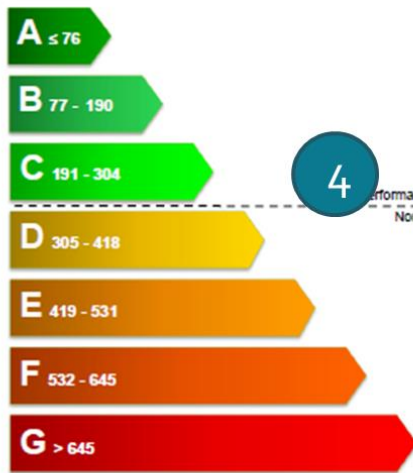 A ≤ 76
B 77 - 190
C 191 - 304
4
D 305 - 418
E 419 - 531
F 532 - 645
G > 645